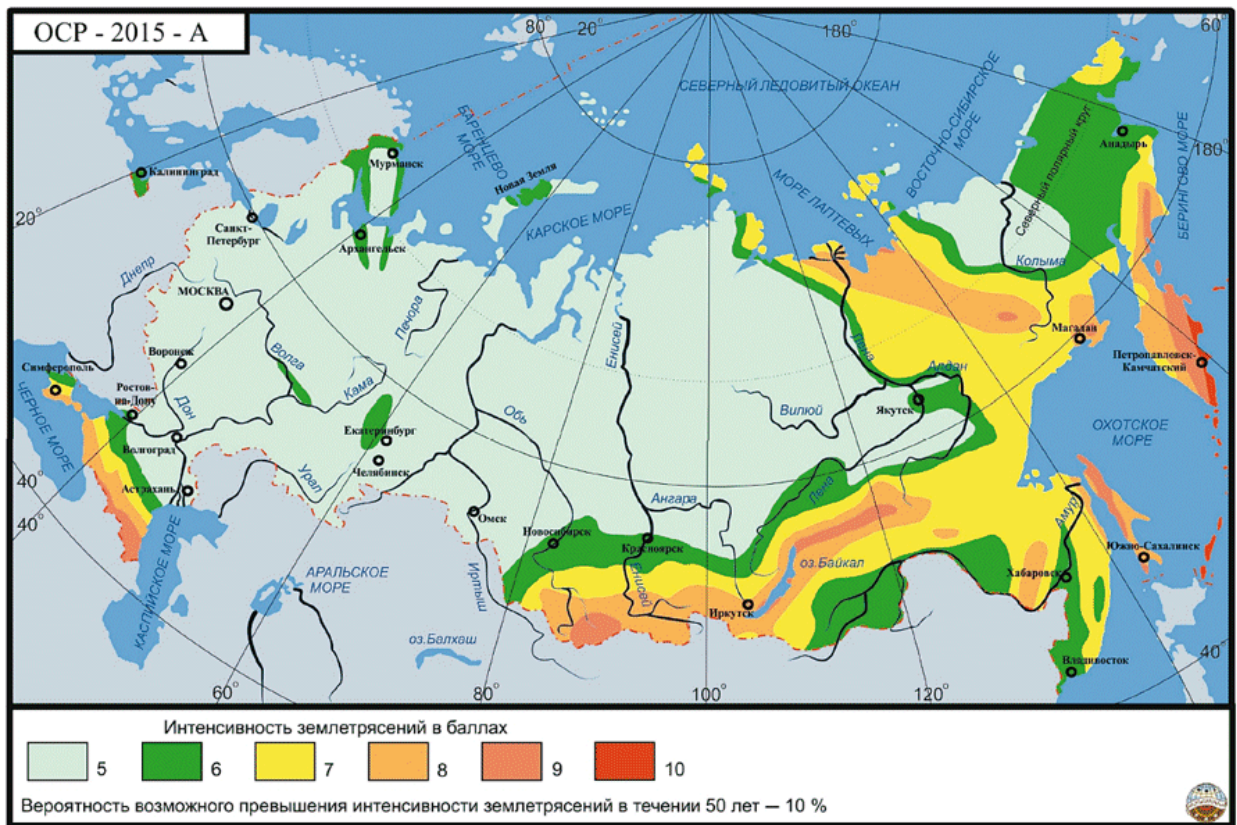 ОСР - 2015 - А
80° 20° 180° 60°
СЕВЕРНЫЙ ЛЕДОВИТЫЙ ОКЕАН
БАРЕНЦЕВО
МОРЕ
ВОСТОЧНО-СИБИРСКОЕ
МОРЕ
Северный полярный круг
Анадырь
БЕРИНГОВО МОРЕ
180°
Мурманск
Калининград
Новая Земля
КАРСКОЕ МОРЕ
МОРЕ ЛАПТЕВЫХ
20°
Санкт-
Петербург
Архангельск
Колыма
Днепр
МОСКВА
Печора
Енисей
Лена
Магадан
Воронеж
Волга
Кама
Алдан
Петропавловск-
Камчатский
Симферополь
Ростов-
на-Дону
Дон
Обь
Вилюй
Якутск
ЧЕРНОЕ МОРЕ
Екатеринбург
ОХОТСКОЕ
МОРЕ
Волгоград
Челябинск
40°
Астрахань
Урал
Ангара
Лена
Амур
40°
Омск
Новосибирск
Красноярск
Южно-Сахалинск
КАСПИЙСКОЕ МОРЕ
АРАЛЬСКОЕ
МОРЕ
Иртыш
Енисей
оз.Байкал
Хабаровск
Иркутск
оз.Балхаш
Владивосток
40°
60° 80° 100° 120°
Интенсивность землетрясений в баллах
5 6 7 8 9 10
Вероятность возможного превышения интенсивности землетрясений в течении 50 лет — 10 %